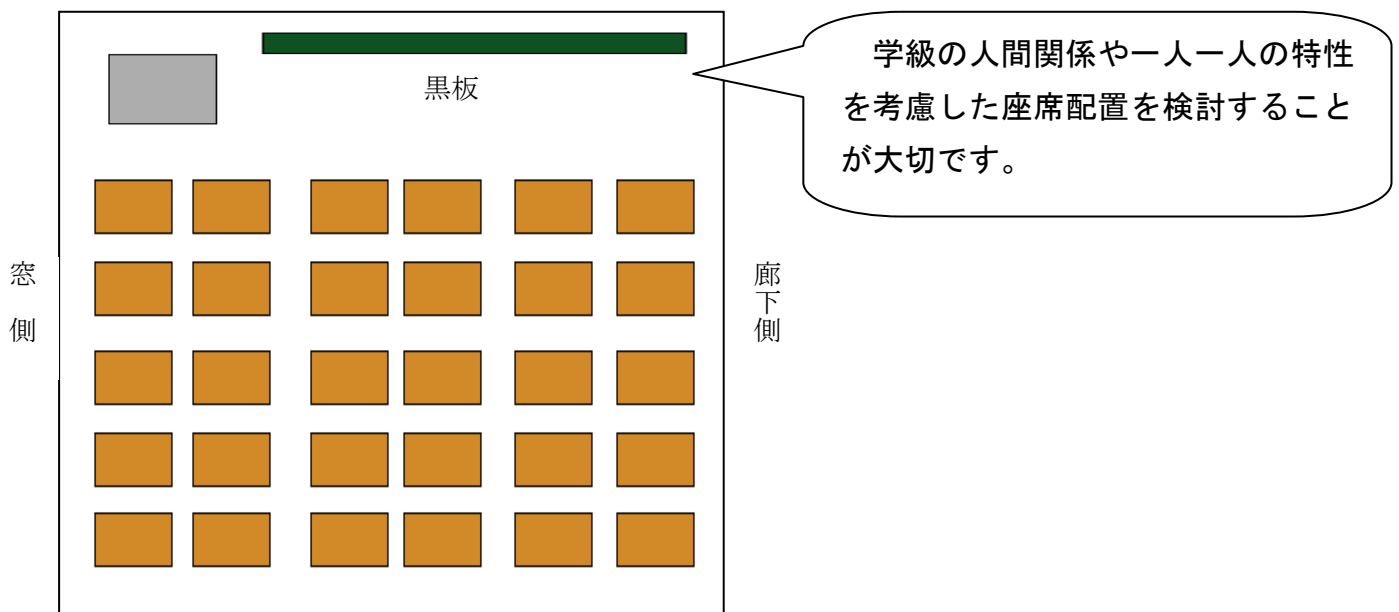 黒板
学級の人間関係や一人一人の特性
を考慮した座席配置を検討すること
が大切です。
窓側
廊下側